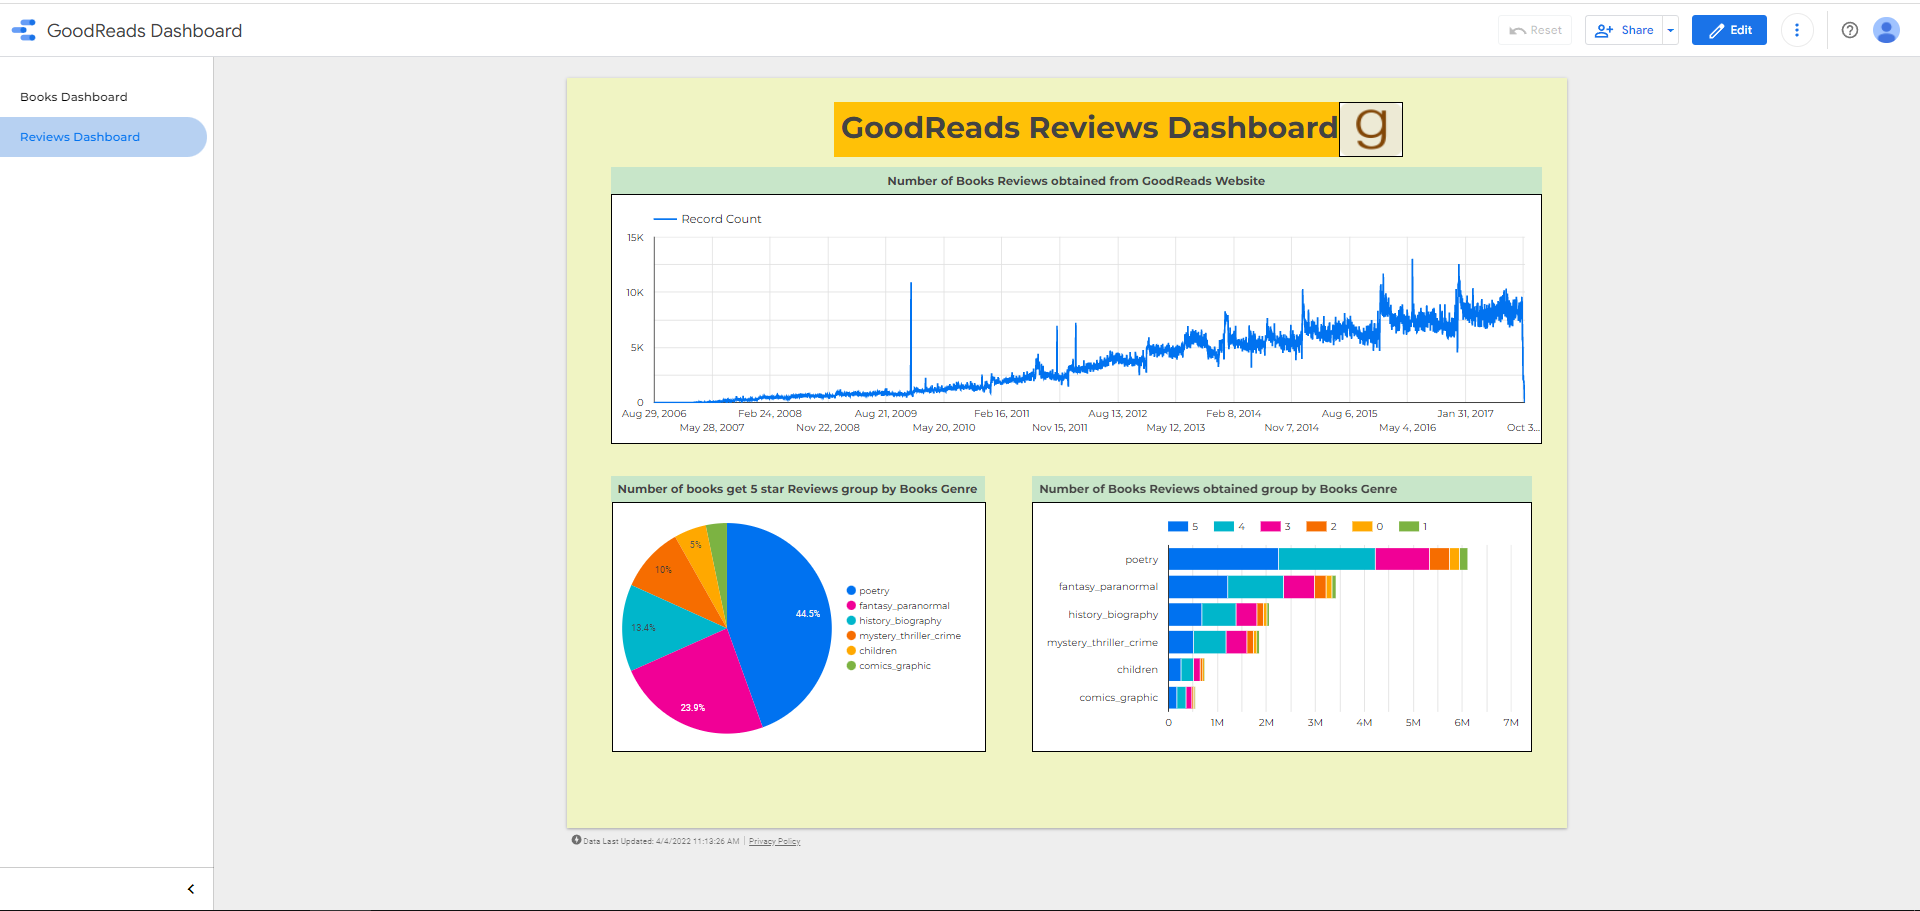 GoodReads Dashboard
Reset
Share
Edit
Books Dashboard
Reviews Dashboard
GoodReads Reviews Dashboard
g
Number of Books Reviews obtained from GoodReads Website
Record Count
15K
10K
5K
0
Aug 29, 2006 Feb 24, 2008 Aug 21, 2009 Feb 16, 2011 Aug 13, 2012 Feb 8, 2014 Aug 6, 2015 Jan 31, 2017
May 28, 2007 Nov 22, 2008 May 20, 2010 Nov 15, 2011 May 12, 2013 Nov 7, 2014 May 4, 2016 Oct 3...
Number of books get 5 star Reviews group by Books Genre
5%
10%
13.4%
44.5%
23.9%
poetry
fantasy_paranormal
history_biography
mystery_thriller_crime
children
comics_graphic
Number of Books Reviews obtained group by Books Genre
5 4 3 2 0 1
poetry
fantasy_paranormal
history_biography
mystery_thriller_crime
children
comics_graphic
0 1M 2M 3M 4M 5M 6M 7M
Data Last Updated: 4/4/2022 11:13:26 AM | Privacy Policy